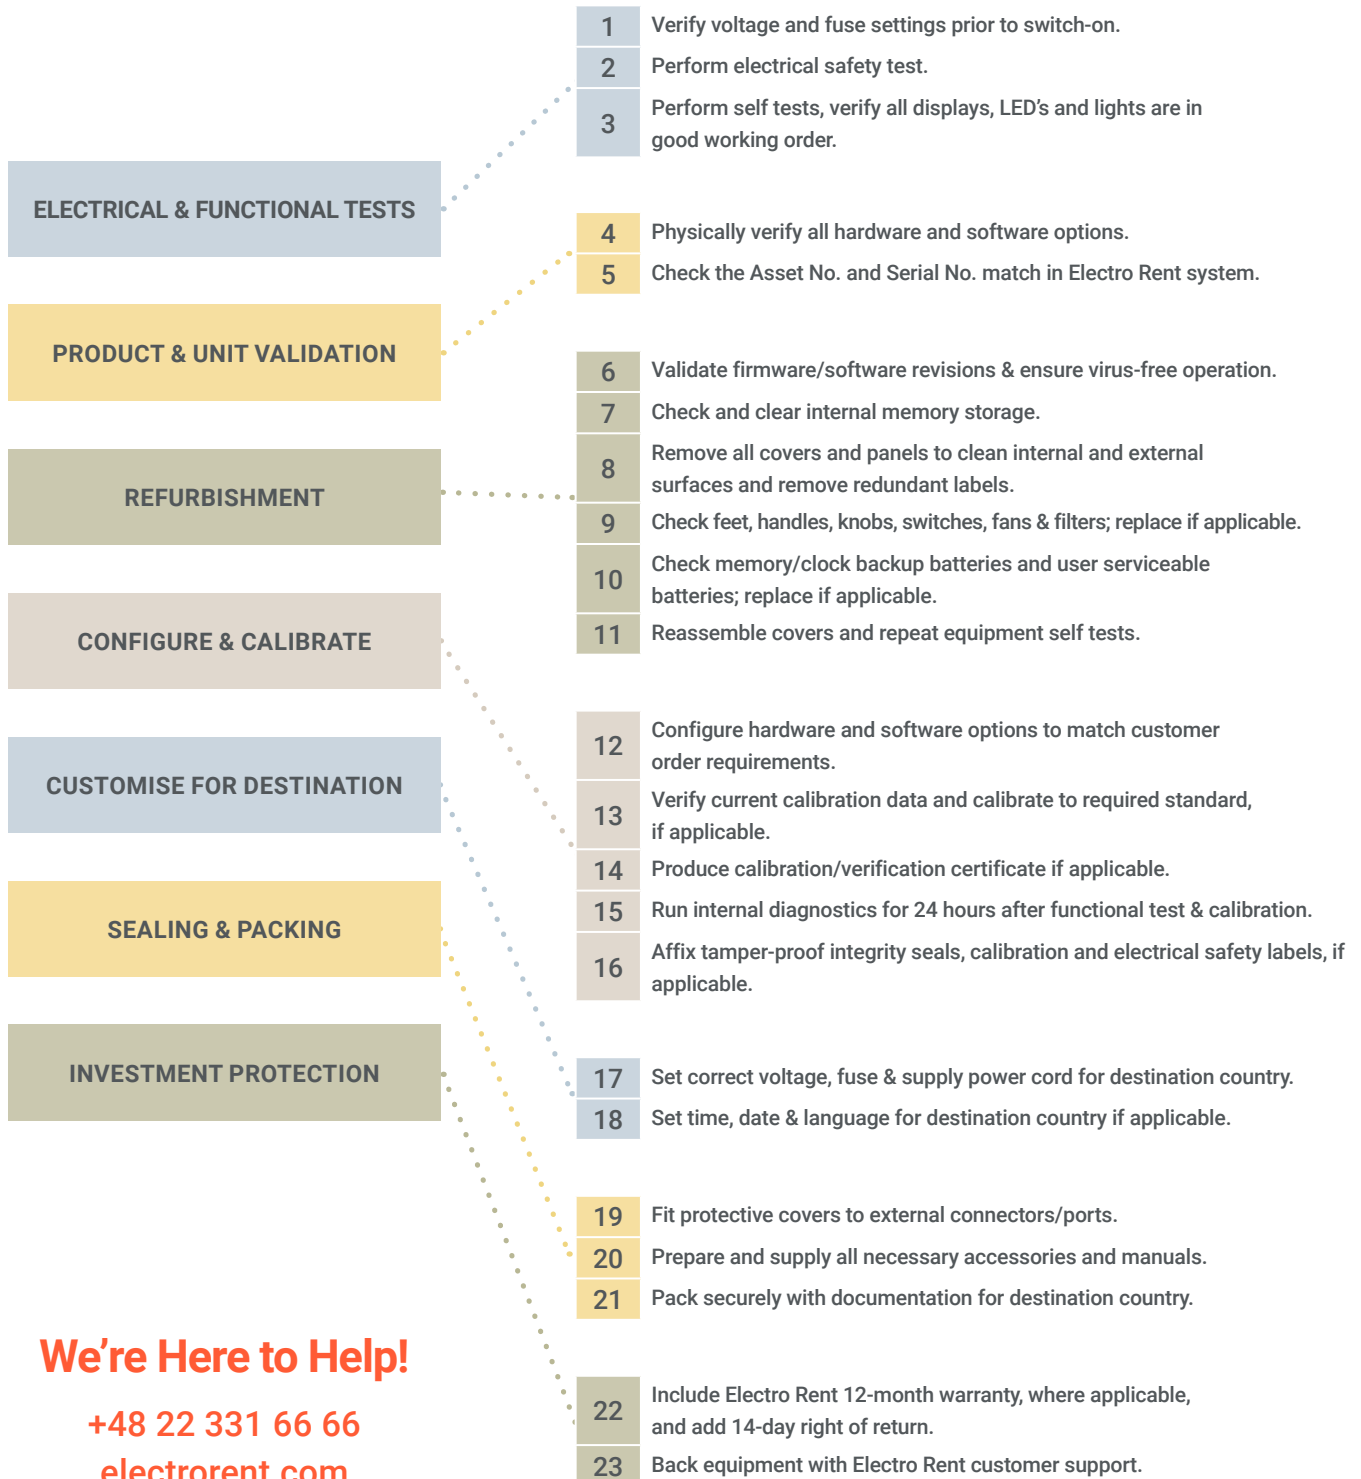 ELECTRICAL & FUNCTIONAL TESTS
1 Verify voltage and fuse settings prior to switch-on.
2 Perform electrical safety test.
3 Perform self tests, verify all displays, LED’s and lights are in
good working order.
PRODUCT & UNIT VALIDATION
4 Physically verify all hardware and software options.
5 Check the Asset No. and Serial No. match in Electro Rent system.
REFURBISHMENT
6 Validate firmware/software revisions & ensure virus-free operation.
7 Check and clear internal memory storage.
8 Remove all covers and panels to clean internal and external
surfaces and remove redundant labels.
9 Check feet, handles, knobs, switches, fans & filters; replace if applicable.
10 Check memory/clock backup batteries and user serviceable
batteries; replace if applicable.
11 Reassemble covers and repeat equipment self tests.
CONFIGURE & CALIBRATE
12 Configure hardware and software options to match customer
order requirements.
13 Verify current calibration data and calibrate to required standard,
if applicable.
14 Produce calibration/verification certificate if applicable.
15 Run internal diagnostics for 24 hours after functional test & calibration.
16 Affix tamper-proof integrity seals, calibration and electrical safety labels, if
applicable.
CUSTOMISE FOR DESTINATION
17 Set correct voltage, fuse & supply power cord for destination country.
18 Set time, date & language for destination country if applicable.
SEALING & PACKING
19 Fit protective covers to external connectors/ports.
20 Prepare and supply all necessary accessories and manuals.
21 Pack securely with documentation for destination country.
INVESTMENT PROTECTION
22 Include Electro Rent 12-month warranty, where applicable,
and add 14-day right of return.
23 Back equipment with Electro Rent customer support.
We’re Here to Help!
+48 22 331 66 66
electrorent.com